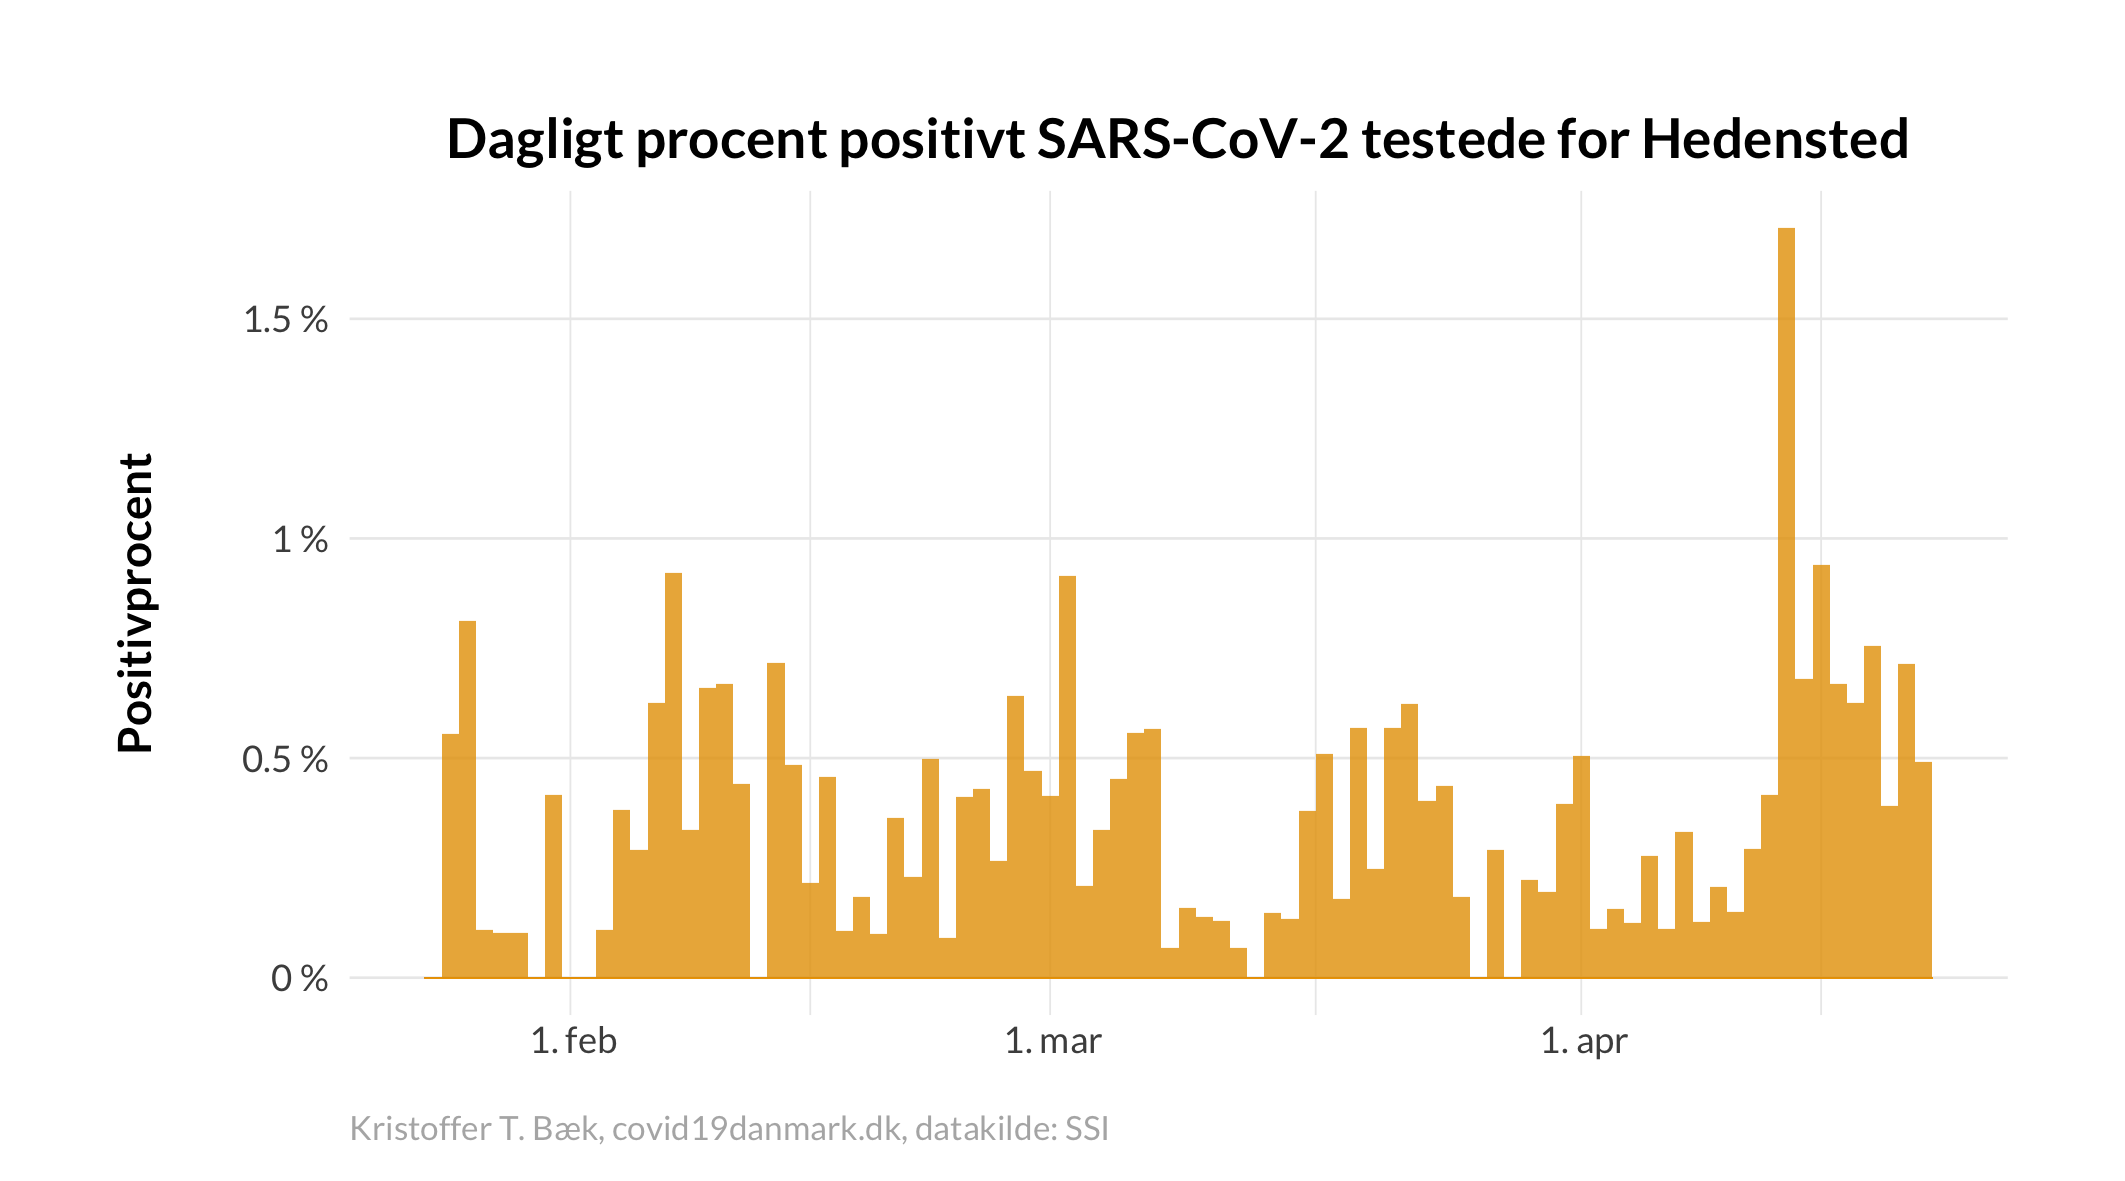 Dagligt procent positivt SARS-CoV-2 testede for Hedensted
Positivprocent
1.5 %
1 %
0.5 %
0 %
1. feb
1. mar
1. apr
Kristoffer T. Bæk, covid19danmark.dk, datakilde: SSI